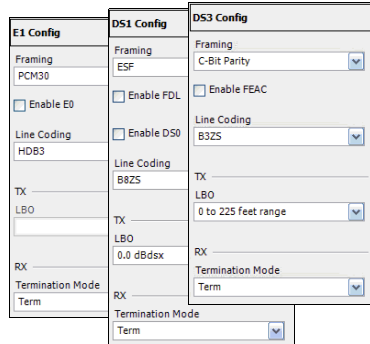 E1 Config
Framing
PCM30
Enable E0
Line Coding
HDB3
TX
LBO
RX
Termination Mode
Term
DS1 Config
Framing
ESF
Enable FDL
Enable DS0
Line Coding
B8ZS
TX
LBO
0.0 dBdsx
RX
Termination Mode
Term
DS3 Config
Framing
C-Bit Parity
Enable FEAC
Line Coding
B3ZS
TX
LBO
0 to 225 feet range
RX
Termination Mode
Term